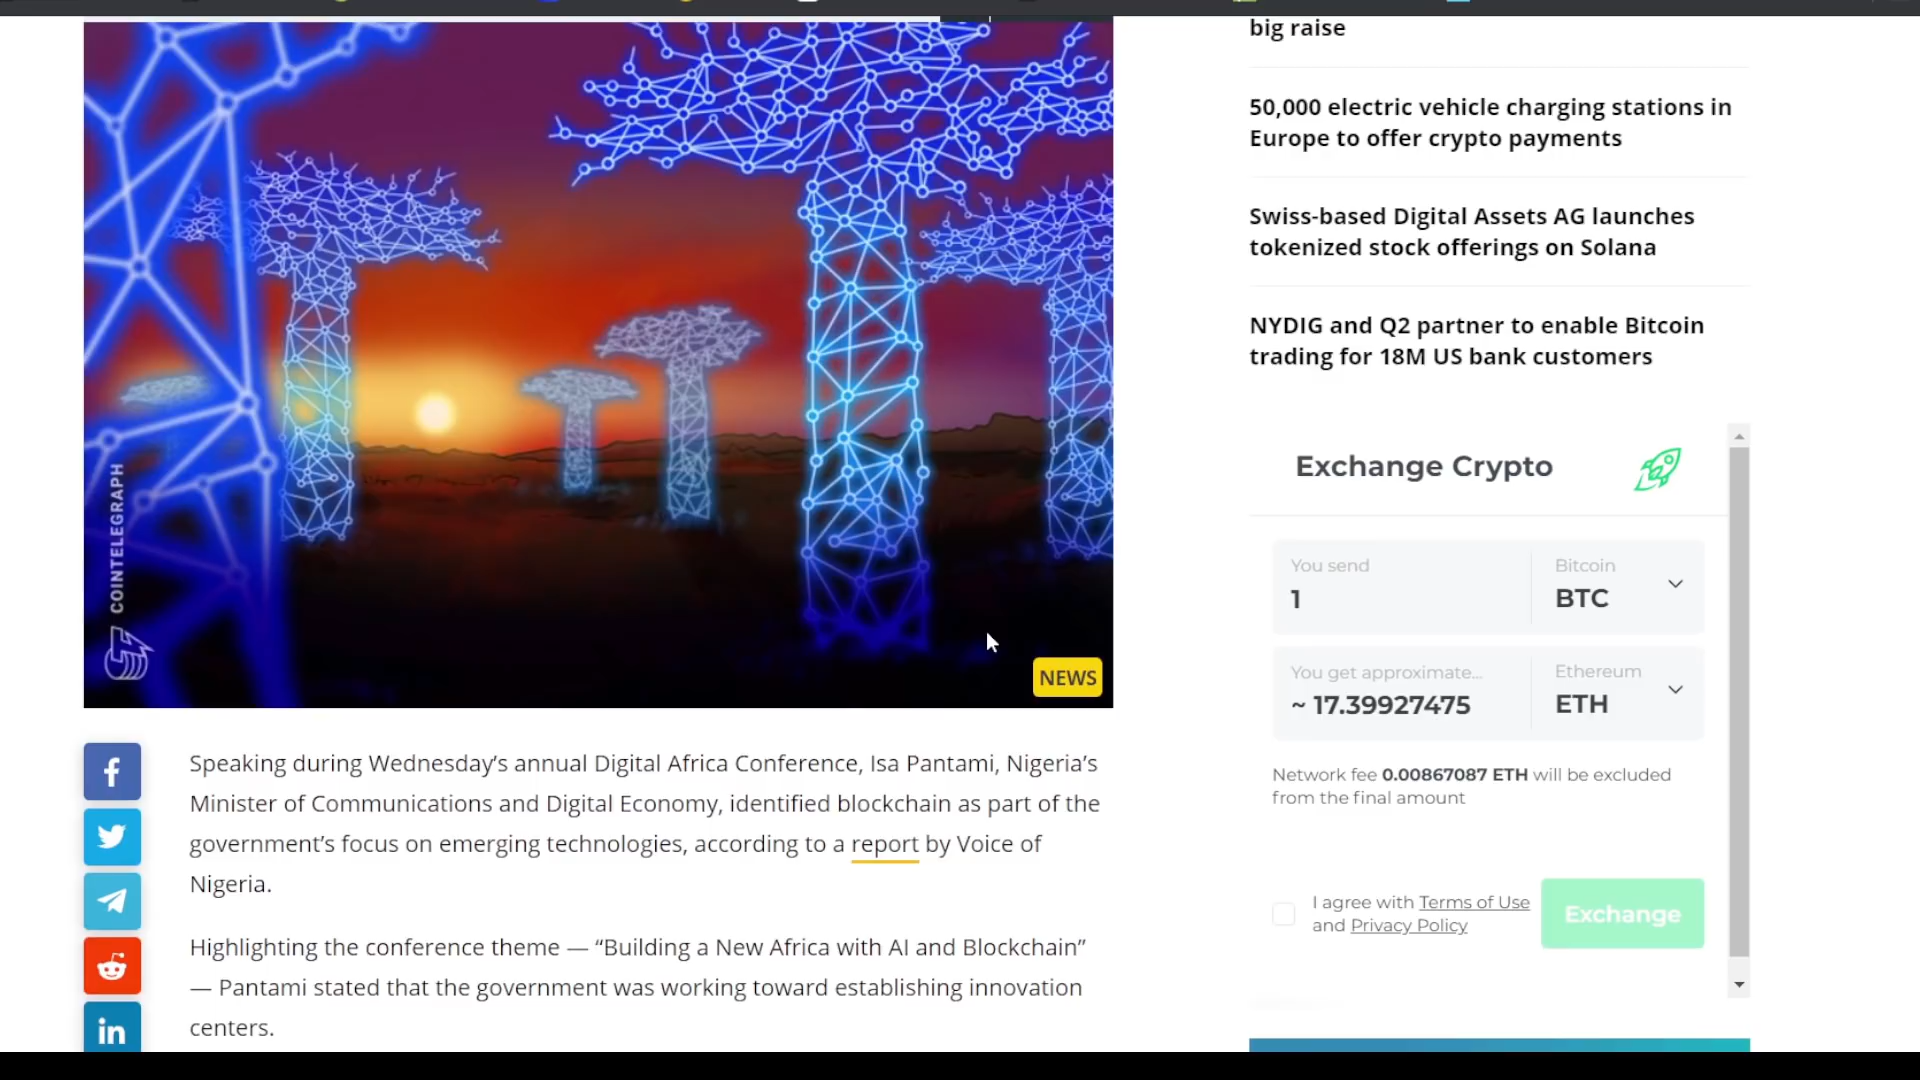 COINTELEGRAPH
NEWS
Speaking during Wednesday’s annual Digital Africa Conference, Isa Pantami, Nigeria’s
Minister of Communications and Digital Economy, identified blockchain as part of the
government’s focus on emerging technologies, according to a report by Voice of
Nigeria.
Highlighting the conference theme — “Building a New Africa with AI and Blockchain”
— Pantami stated that the government was working toward establishing innovation
centers.
big raise
50,000 electric vehicle charging stations in
Europe to offer crypto payments
Swiss-based Digital Assets AG launches
tokenized stock offerings on Solana
NYDIG and Q2 partner to enable Bitcoin
trading for 18M US bank customers
Exchange Crypto
You send
1
Bitcoin
BTC
You get approximate...
~ 17.39927475
Ethereum
ETH
Network fee 0.00867087 ETH will be excluded
from the final amount
I agree with Terms of Use
and Privacy Policy
Exchange